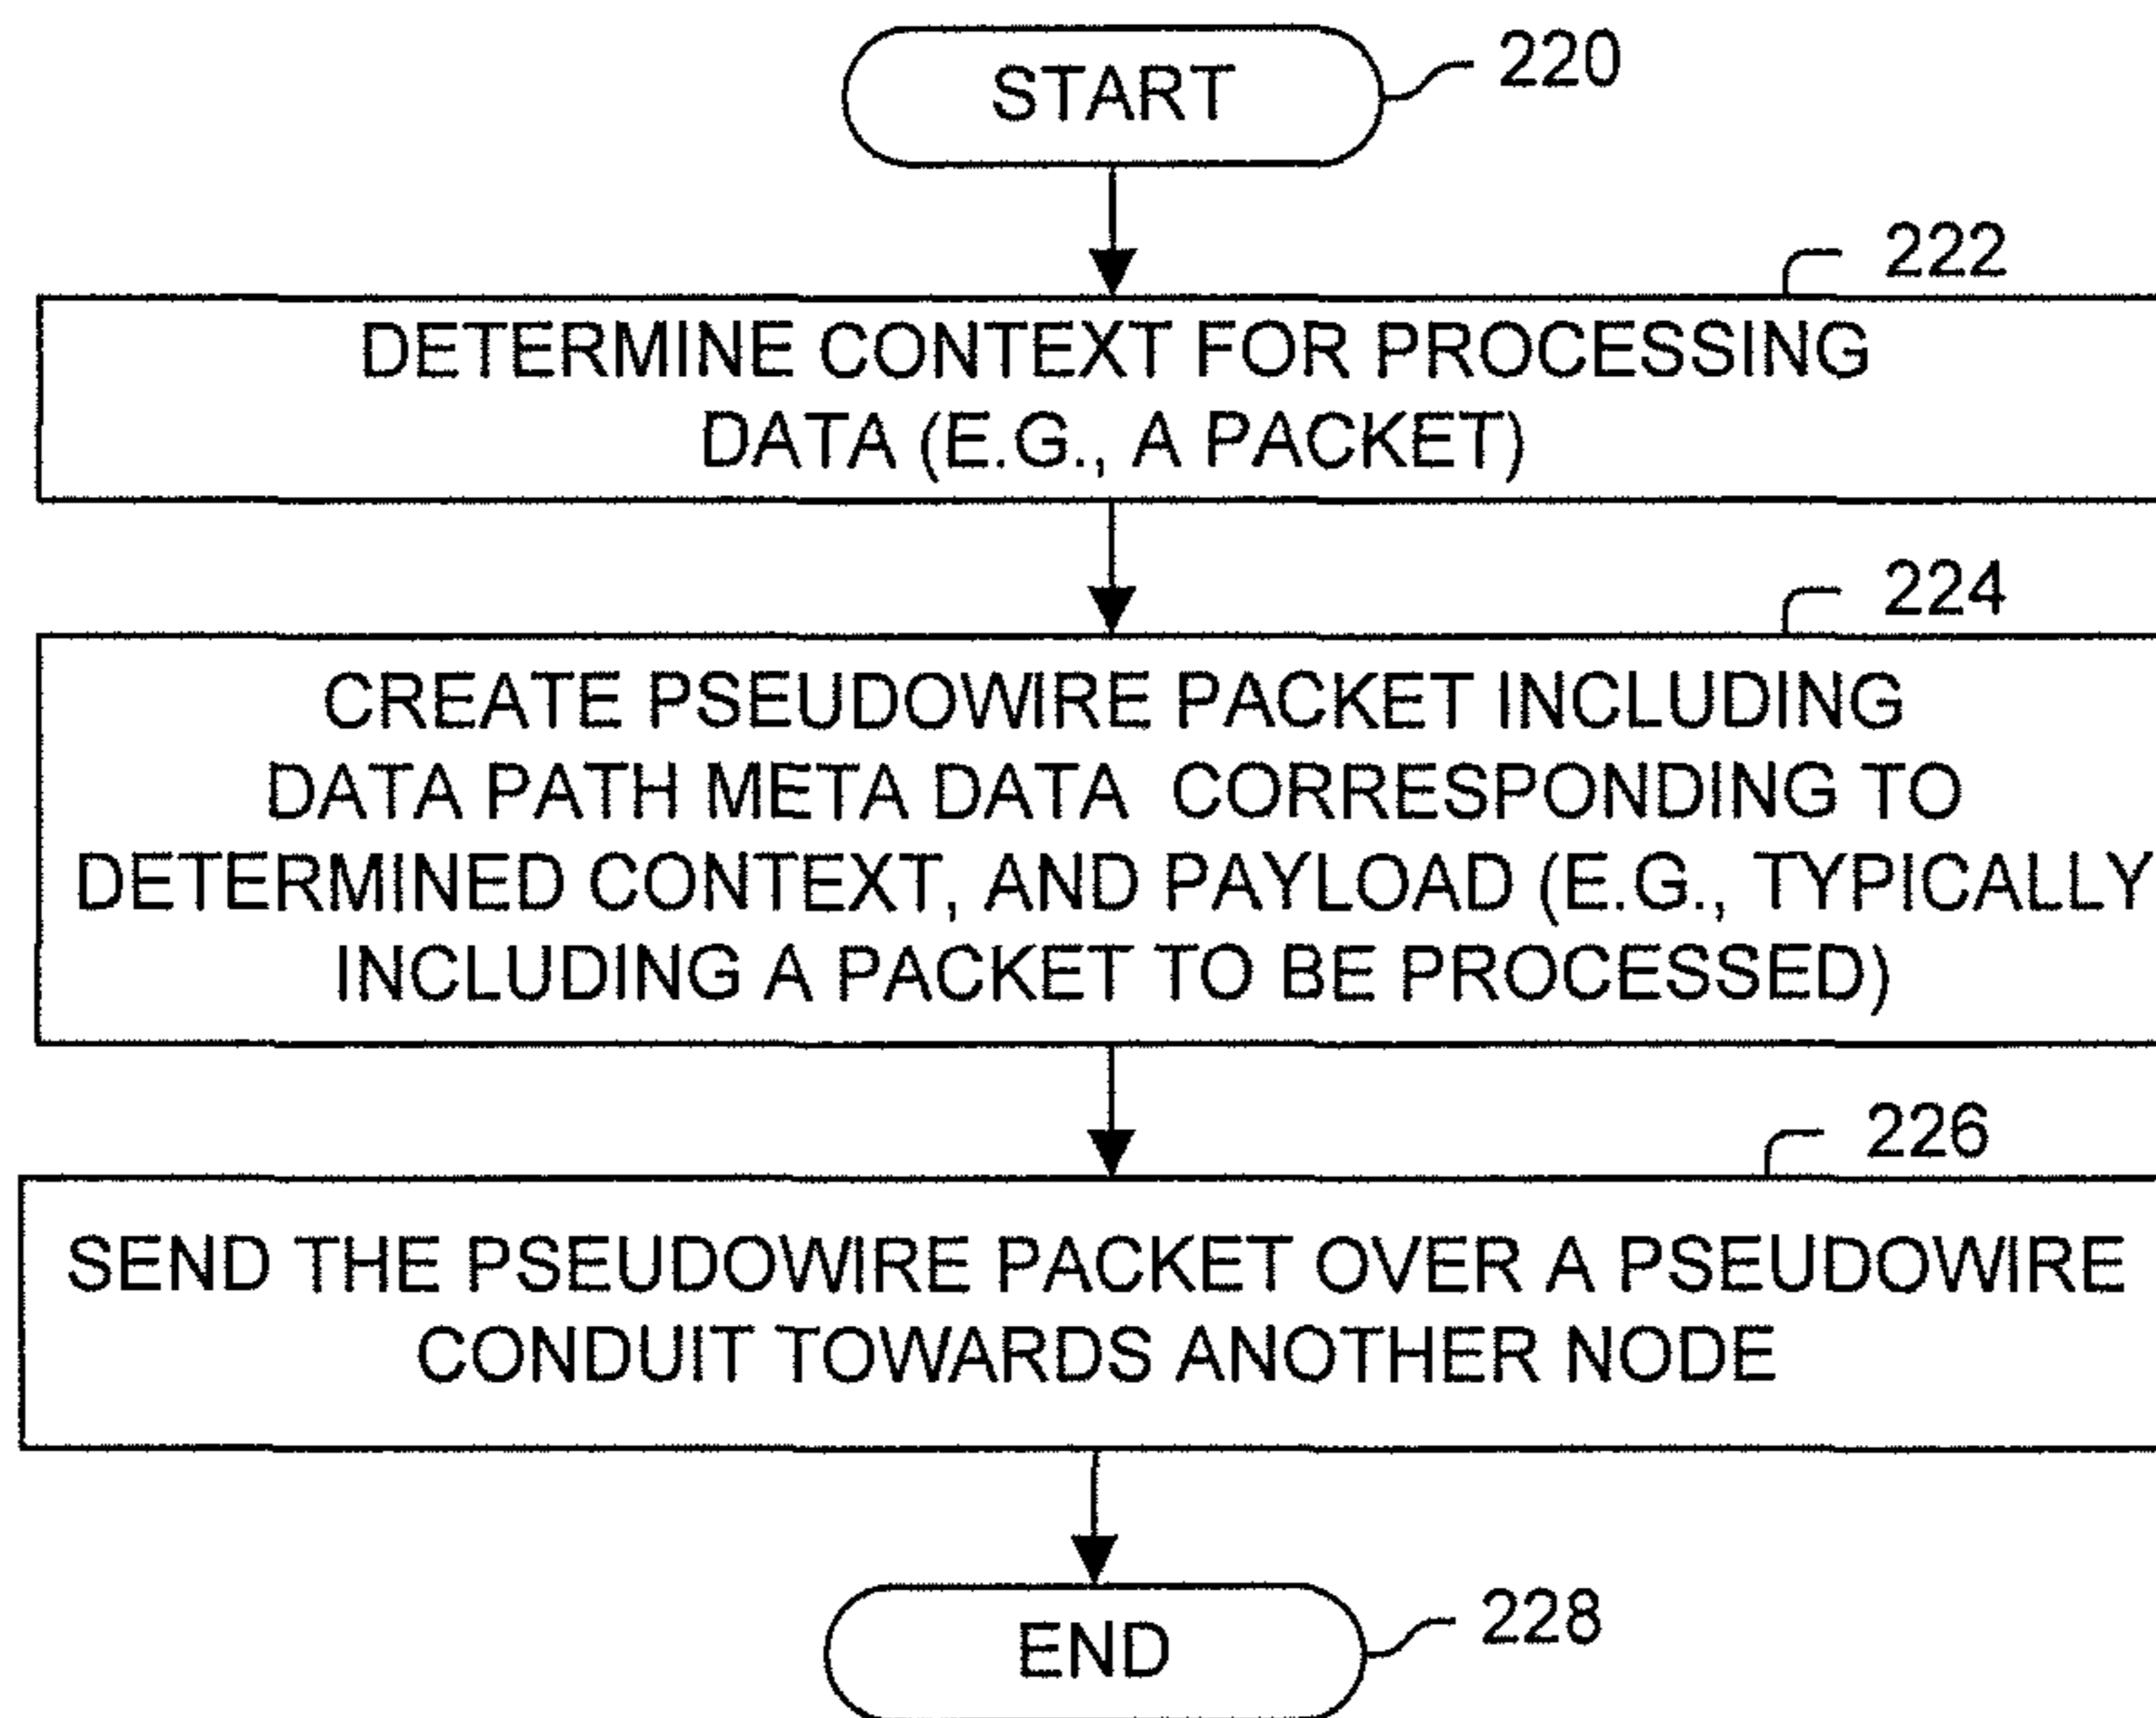 START
220
222
DETERMINE CONTEXT FOR PROCESSING
DATA (E.G., A PACKET)
224
CREATE PSEUDOWIRE PACKET INCLUDING
DATA PATH META DATA CORRESPONDING TO
DETERMINED CONTEXT, AND PAYLOAD (E.G., TYPICALLY
INCLUDING A PACKET TO BE PROCESSED)
226
SEND THE PSEUDOWIRE PACKET OVER A PSEUDOWIRE
CONDUIT TOWARDS ANOTHER NODE
END
228